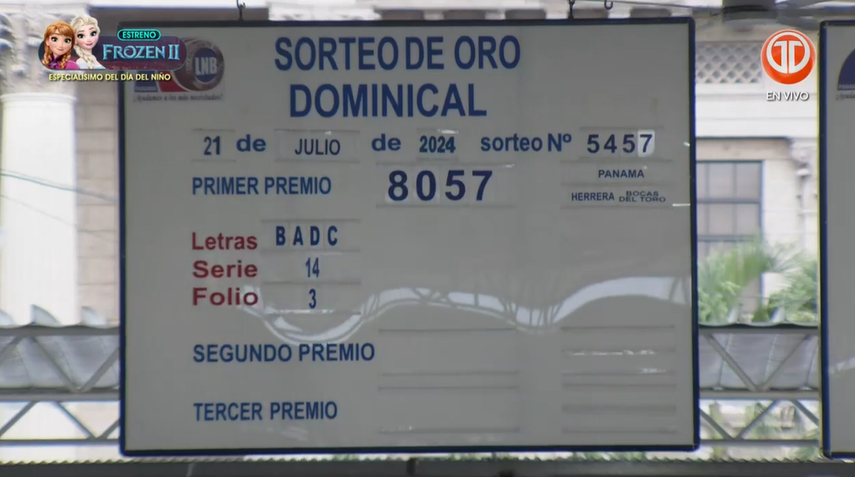 ESTRENO
FROZEN II
ESPECIALÍSIMO DEL DÍA DEL NIÑO
LNB
EN VIVO
SORTEO DE ORO
DOMINICAL
21 de JULIO de 2024 sorteo Nº 5457
PRIMER PREMIO 8057 PANAMA
HERRERA BOCAS DEL TORO
Letras BADC
Serie 14
Folio 3
SEGUNDO PREMIO
TERCER PREMIO